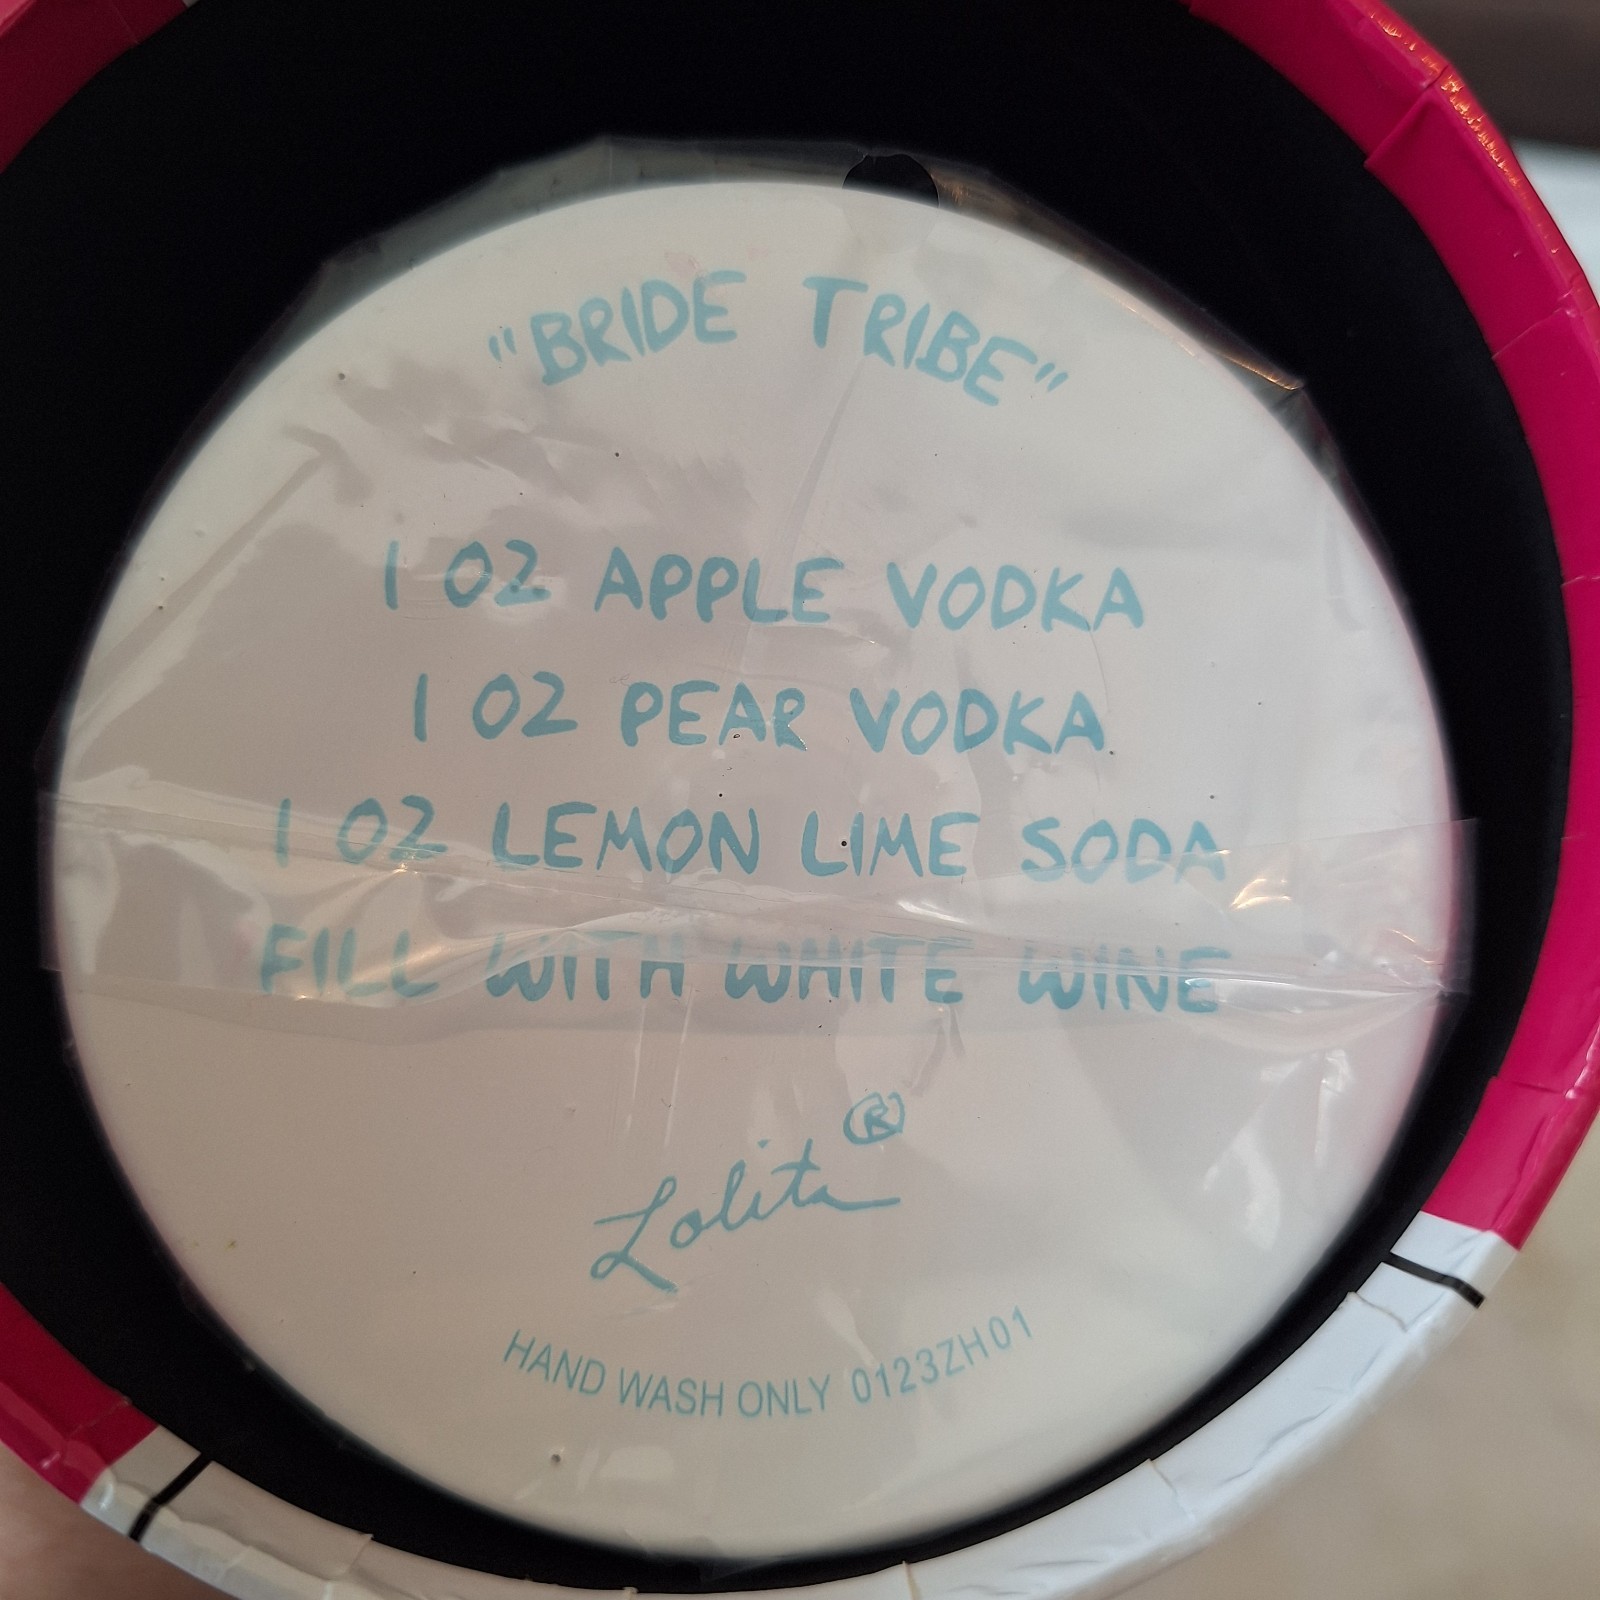 "BRIDE TRIBE"
1 OZ APPLE VODKA
1 OZ PEAR VODKA
1 OZ LEMON LIME SODA
FILL WITH WHITE WINE
Lolita®
HAND WASH ONLY 0123ZH01